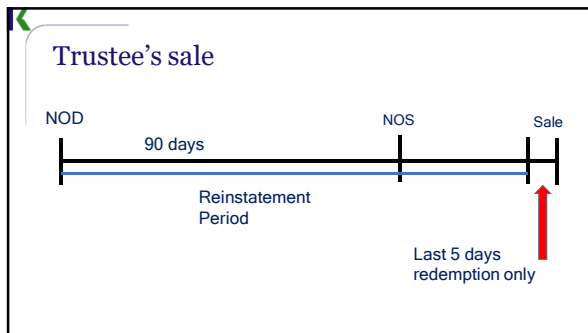 Trustee’s sale
NOD
NOS
Sale
90 days
Reinstatement
Period
Last 5 days
redemption only